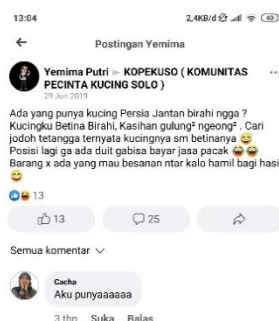 13:04
2,4KB/d
40
Postingan Yemima
Yemima Putri ▸ KOPEKUSO ( KOMUNITAS
PECINTA KUCING SOLO )
29 Jun 2019
Ada yang punya kucing Persia Jantan birahi ngga ?
Kucingku Betina Birahi, Kasihan gulung² ngeong² . Cari
jodoh tetangga ternyata kucingnya sm betinanya 😅
Posisi lagi ga ada duit gabisa bayar jasa pacak 😂😂
Barang x ada yang mau besanan ntar kalo hamil bagi hasi
😊
13
13
25
Semua komentar
Cacha
Aku punyaaaaaa
3 thn Suka Balas